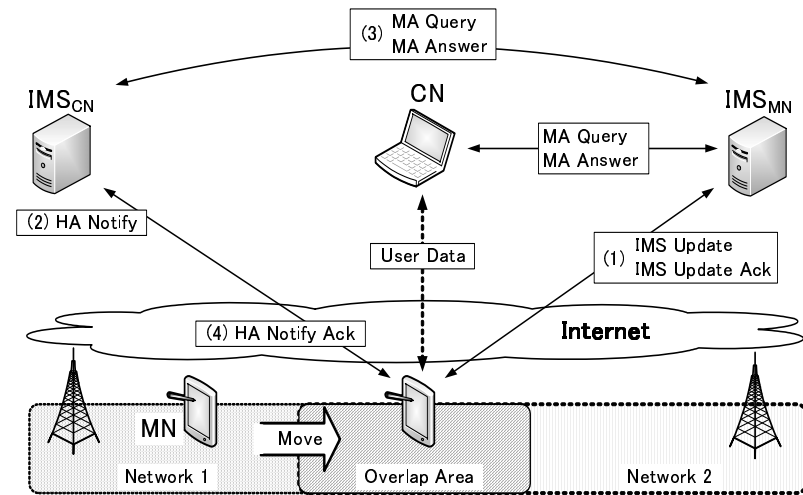 (3) MA Query
MA Answer
IMSCN
CN
IMSMN
MA Query
MA Answer
(2) HA Notify
User Data
(1) IMS Update
IMS Update Ack
(4) HA Notify Ack
Internet
MN
Move
Network 1
Overlap Area
Network 2